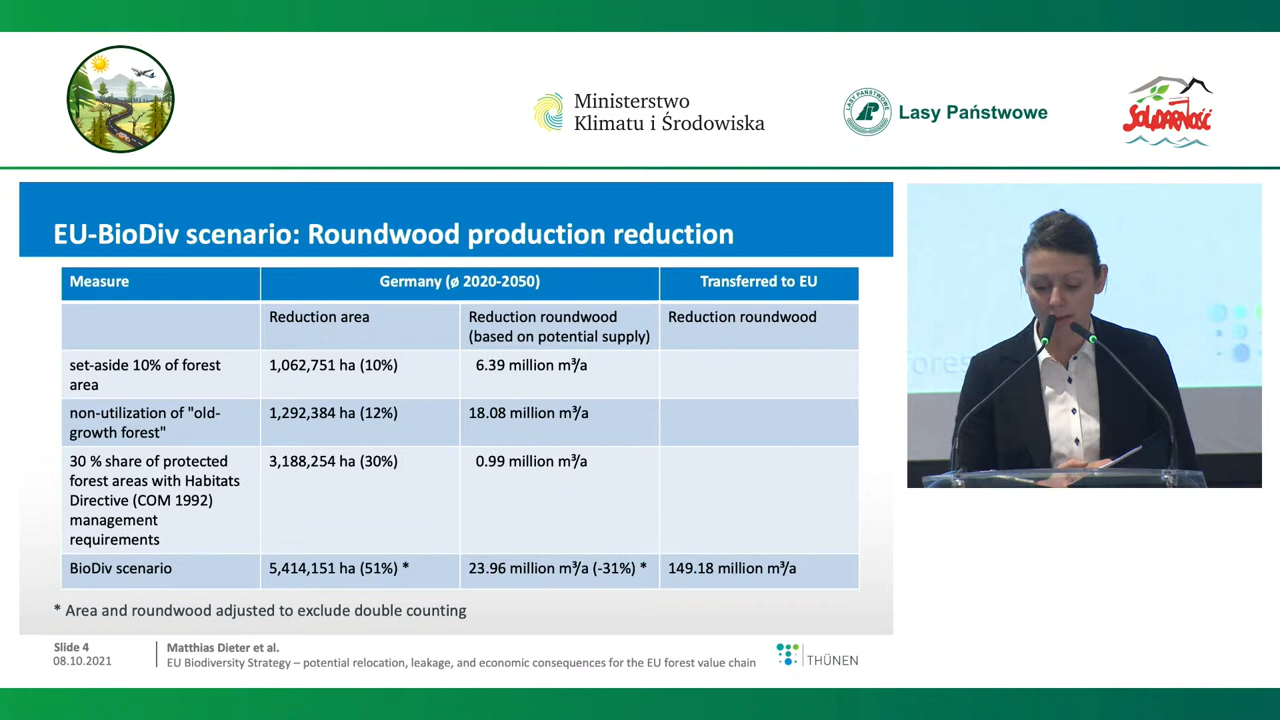 Ministerstwo
Klimatu i Środowiska
LASY PAŃSTWOWE
Lasy Państwowe
SOLIDARNOŚĆ
EU-BioDiv scenario: Roundwood production reduction
Measure
Germany (ø 2020-2050)
Transferred to EU
Reduction area
Reduction roundwood
(based on potential supply)
Reduction roundwood
set-aside 10% of forest
area
1,062,751 ha (10%)
6.39 million m³/a
non-utilization of "old-
growth forest"
1,292,384 ha (12%)
18.08 million m³/a
30 % share of protected
forest areas with Habitats
Directive (COM 1992)
management
requirements
3,188,254 ha (30%)
0.99 million m³/a
BioDiv scenario
5,414,151 ha (51%) *
23.96 million m³/a (-31%) *
149.18 million m³/a
* Area and roundwood adjusted to exclude double counting
Slide 4
08.10.2021
Matthias Dieter et al.
EU Biodiversity Strategy – potential relocation, leakage, and economic consequences for the EU forest value chain
THÜNEN
fores